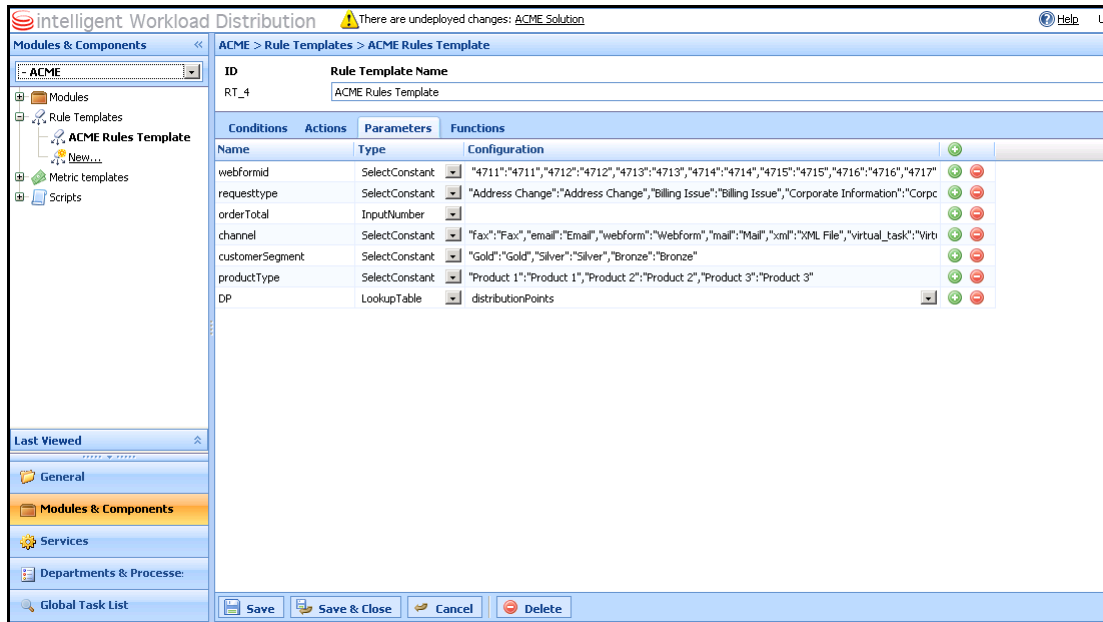 intelligent Workload Distribution
There are undeployed changes: ACME Solution
Help
Modules & Components
ACME > Rule Templates > ACME Rules Template
- ACME
ID Rule Template Name
RT_4 ACME Rules Template
Modules
Rule Templates
ACME Rules Template
New...
Metric templates
Scripts
Conditions Actions Parameters Functions
Name Type Configuration
webformid SelectConstant "4711":"4711","4712":"4712","4713":"4713","4714":"4714","4715":"4715","4716":"4716","4717"
requesttype SelectConstant "Address Change":"Address Change","Billing Issue":"Billing Issue","Corporate Information":"Corpc
orderTotal InputNumber
channel SelectConstant "fax":"Fax","email":"Email","webform":"Webform","mail":"Mail","xml":"XML File","virtual_task":"Virtu
customerSegment SelectConstant "Gold":"Gold","Silver":"Silver","Bronze":"Bronze"
productType SelectConstant "Product 1":"Product 1","Product 2":"Product 2","Product 3":"Product 3"
DP LookupTable distributionPoints
Last Viewed
General
Modules & Components
Services
Departments & Processes
Global Task List
Save Save & Close Cancel Delete